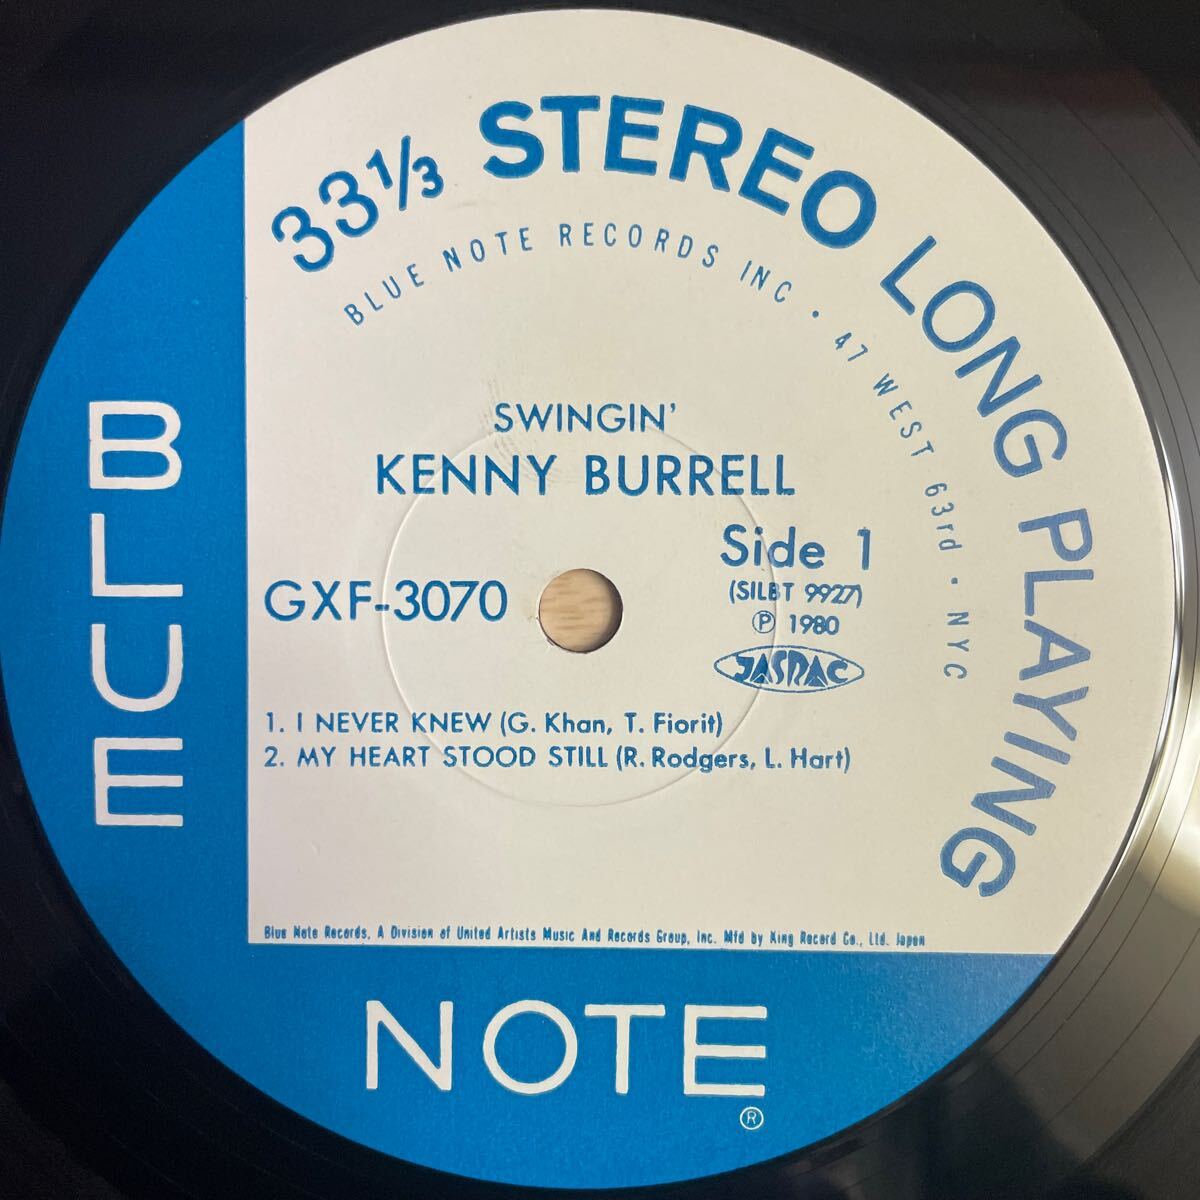 33⅓ STEREO LONG PLAYING
BLUE NOTE RECORDS INC · 47 WEST 63rd · NYC
SWINGIN'
KENNY BURRELL
Side 1
GXF-3070
(SILBT 9927)
Ⓟ 1980
JASRAC
1. I NEVER KNEW (G. Khan, T. Fiorit)
2. MY HEART STOOD STILL (R. Rodgers, L. Hart)
Blue Note Records, A Division of United Artists Music And Records Group, Inc. Mfd by King Record Co., Ltd. Japan
BLUE
NOTE
®